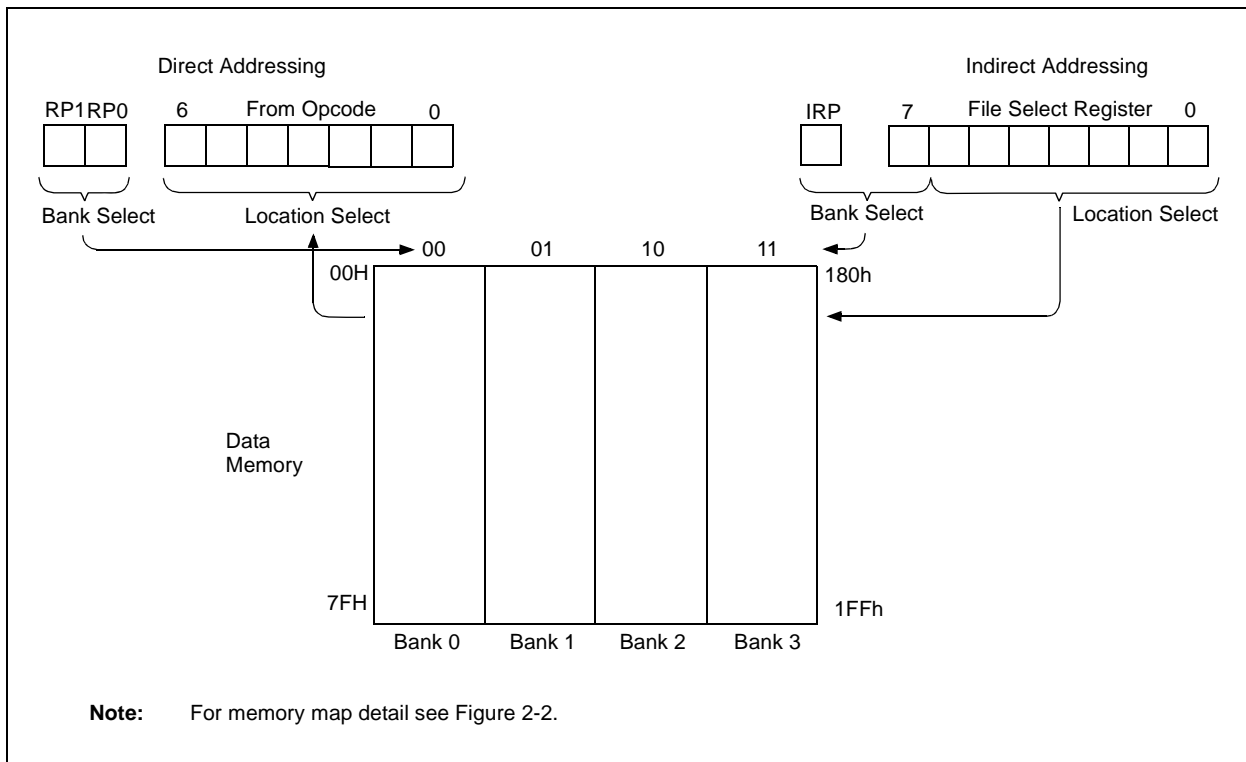 Direct Addressing Indirect Addressing
RP1RP0 6 From Opcode 0 IRP 7 File Select Register 0
Bank Select Location Select Bank Select Location Select
00 01 10 11
00H 180h
Data
Memory
7FH 1FFh
Bank 0 Bank 1 Bank 2 Bank 3
Note: For memory map detail see Figure 2-2.